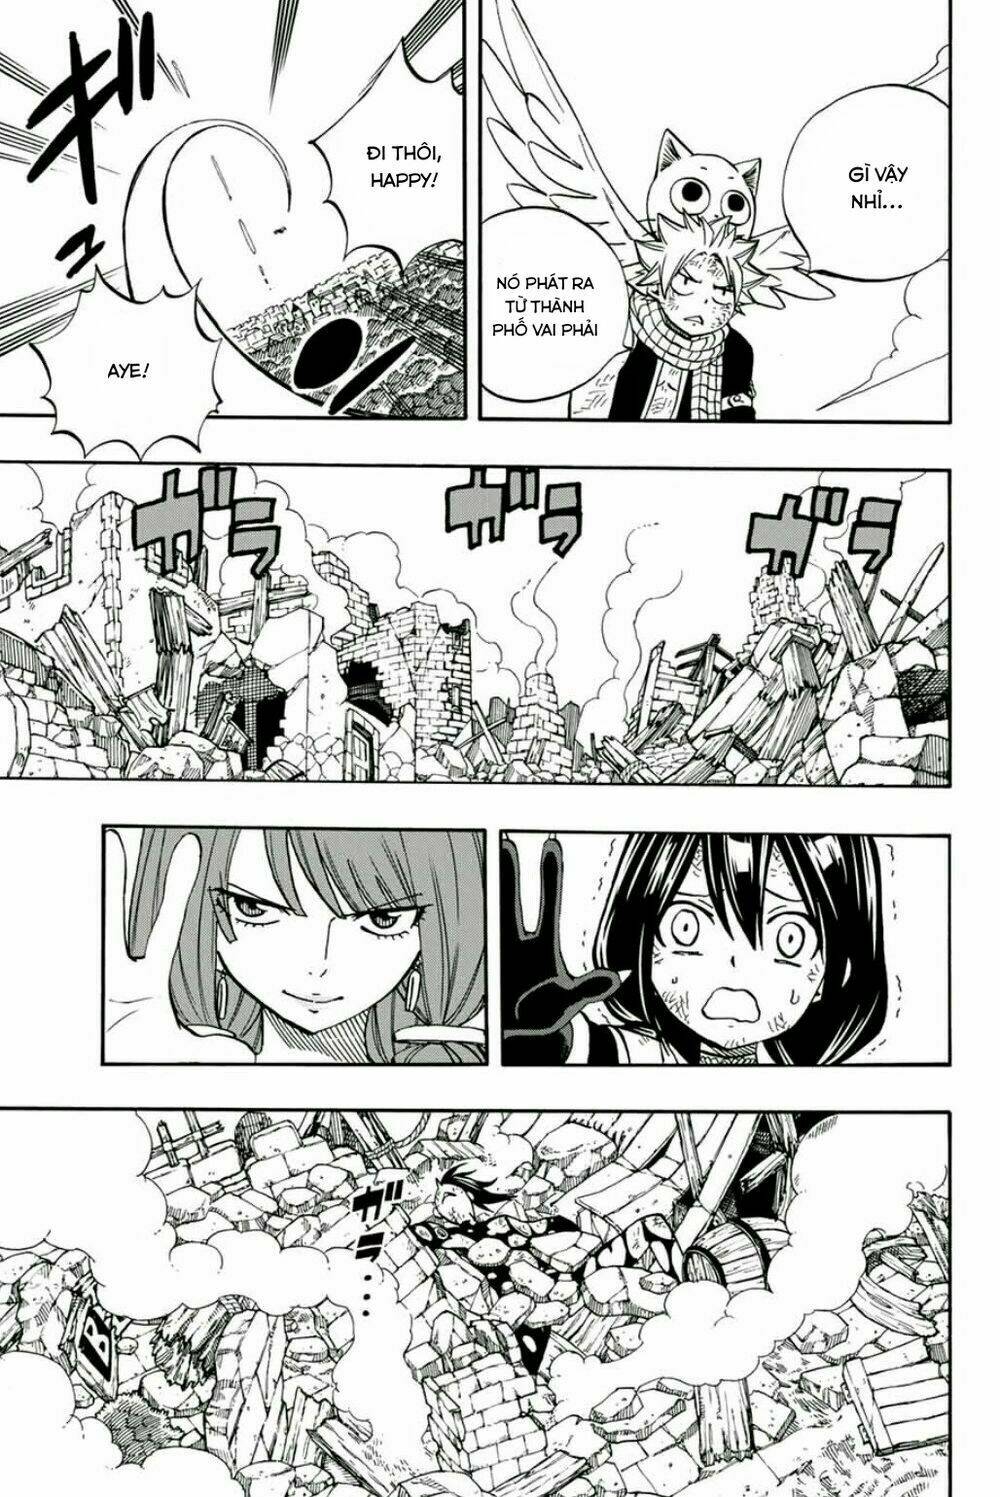 GÌ VẬY
NHỈ...
NÓ PHÁT RA
TỪ THÀNH
PHỐ VAI PHẢI
ĐI THÔI,
HAPPY!
AYE!
ギュ
ガラ
ガラ
ガラ
ガラ…
B